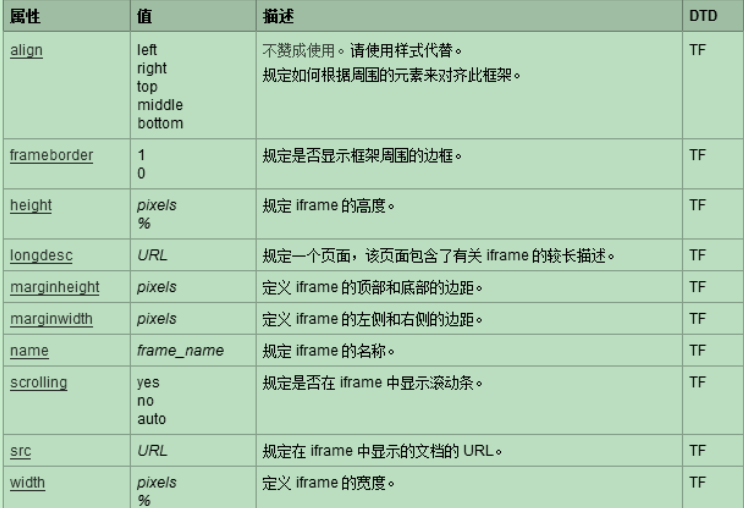 属性 值 描述 DTD
align left 不赞成使用。请使用样式代替。 TF
right 规定如何根据周围的元素来对齐此框架。
top
middle
bottom
frameborder 1 规定是否显示框架周围的边框。 TF
0
height pixels 规定 iframe 的高度。 TF
%
longdesc URL 规定一个页面，该页面包含了有关 iframe 的较长描述。 TF
marginheight pixels 定义 iframe 的顶部和底部的边距。 TF
marginwidth pixels 定义 iframe 的左侧和右侧的边距。 TF
name frame_name 规定 iframe 的名称。 TF
scrolling yes 规定是否在 iframe 中显示滚动条。 TF
no
auto
src URL 规定在 iframe 中显示的文档的 URL。 TF
width pixels 定义 iframe 的宽度。 TF
%